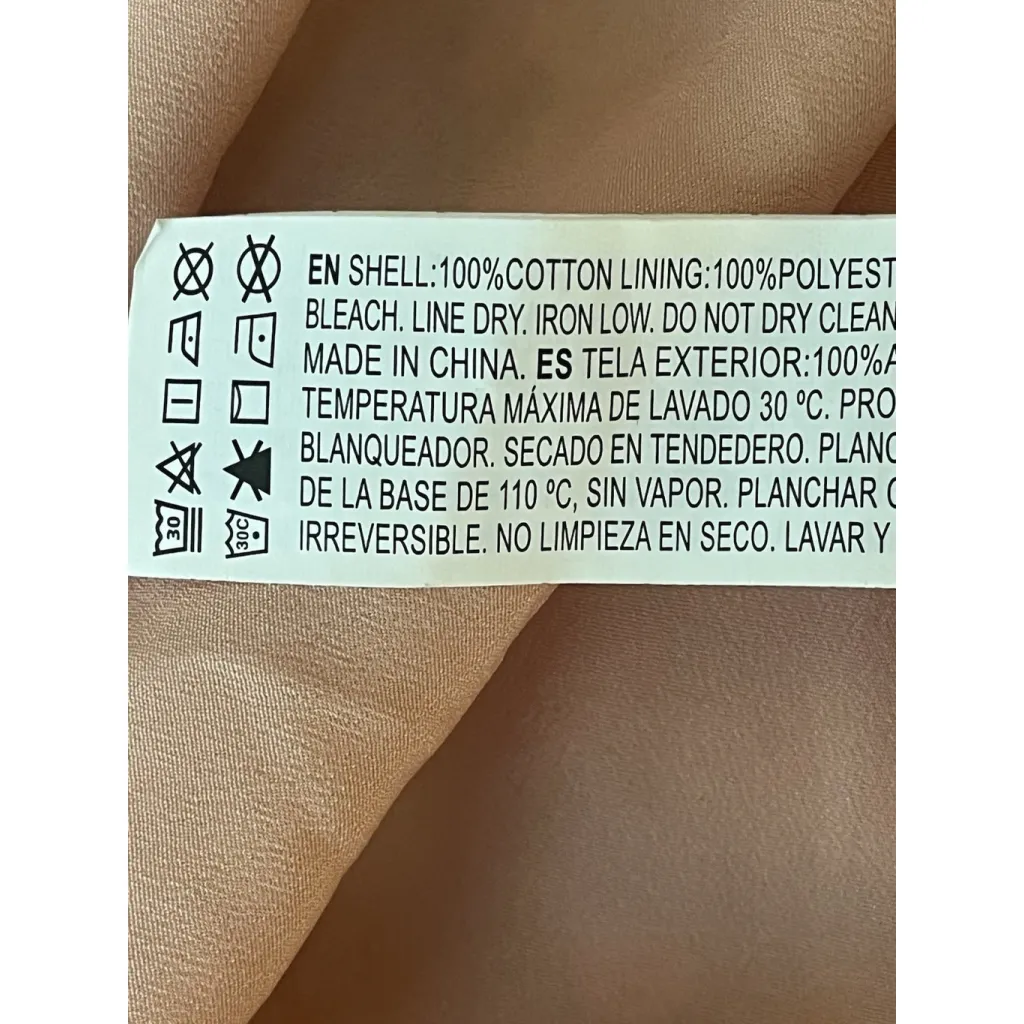 EN SHELL:100%COTTON LINING:100%POLYEST
BLEACH. LINE DRY. IRON LOW. DO NOT DRY CLEAN
MADE IN CHINA. ES TELA EXTERIOR:100%A
TEMPERATURA MÁXIMA DE LAVADO 30 ºC. PRO
BLANQUEADOR. SECADO EN TENDEDERO. PLANC
DE LA BASE DE 110 ºC, SIN VAPOR. PLANCHAR
IRREVERSIBLE. NO LIMPIEZA EN SECO. LAVAR Y
30
30C